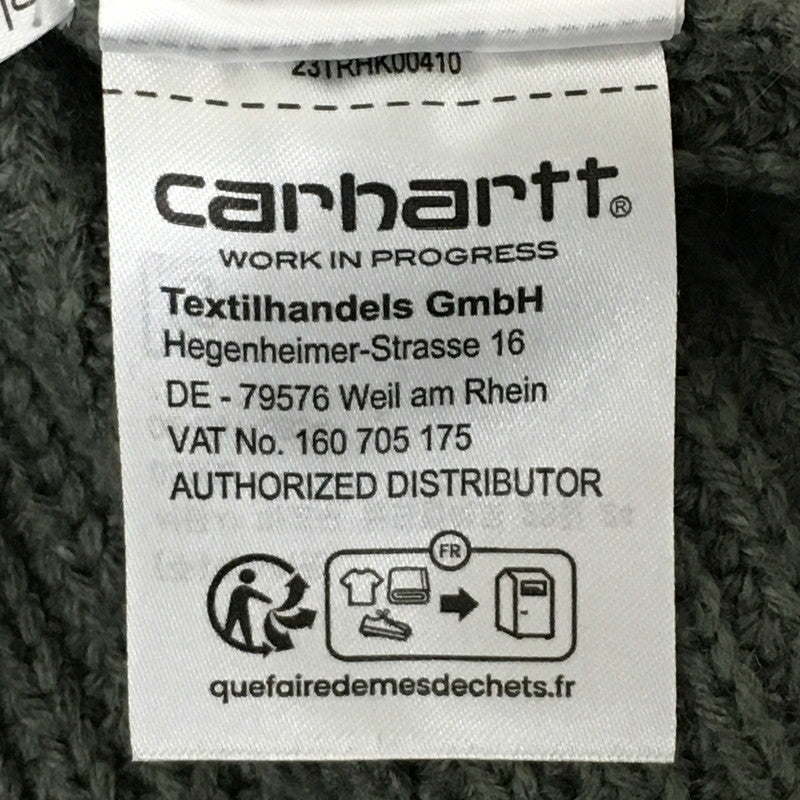 23TRHK00410
carhartt®
WORK IN PROGRESS
Textilhandels GmbH
Hegenheimer-Strasse 16
DE - 79576 Weil am Rhein
VAT No. 160 705 175
AUTHORIZED DISTRIBUTOR
FR
quefairedemesdechets.fr